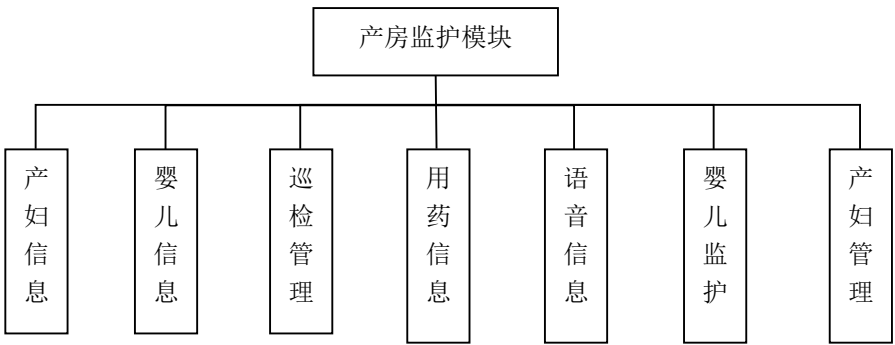 产房监护模块
产妇信息
婴儿信息
巡检管理
用药信息
语音信息
婴儿监护
产妇管理